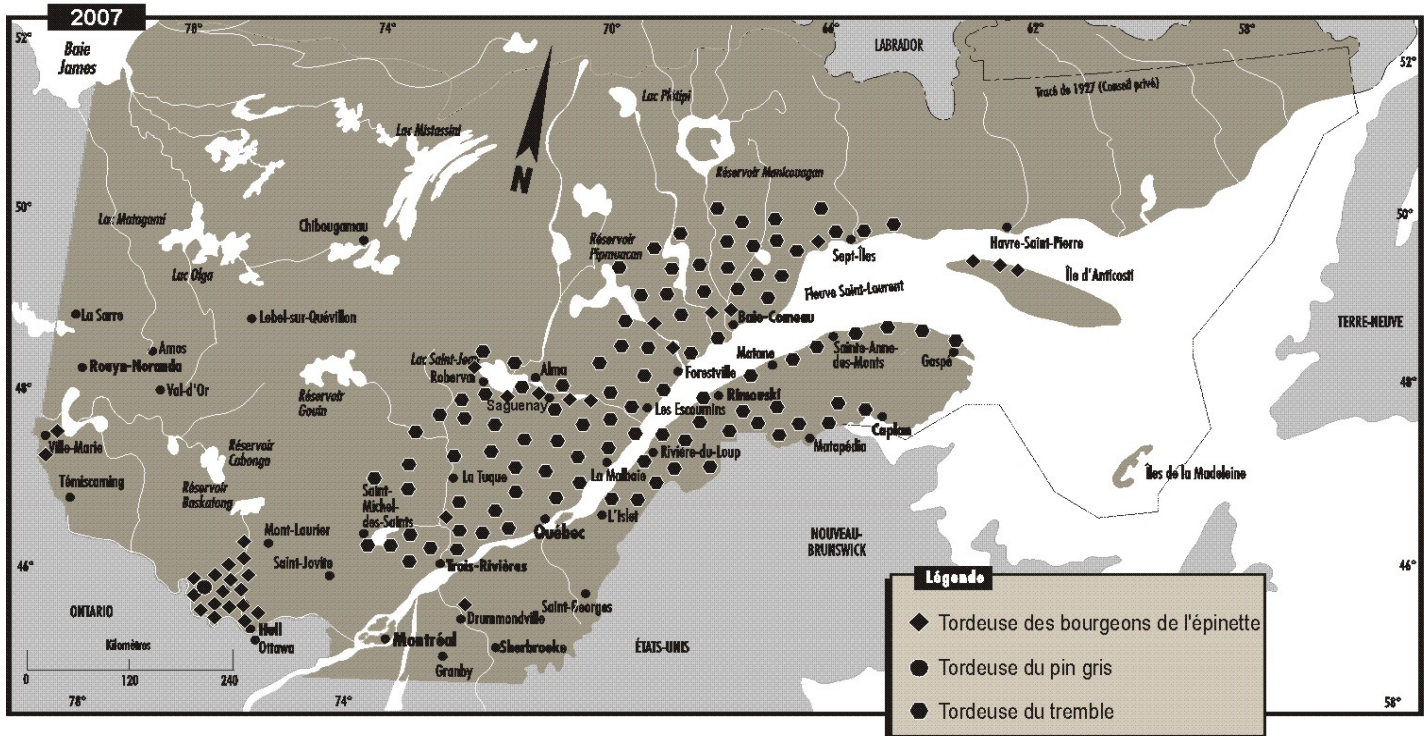 2007
78°
74°
70°
66°
62°
58°
52°
Baie
James
LABRADOR
52°
Tracé de 1927 (Conseil privé)
Lac Plétipi
Lac Mistassini
N
Réservoir Manicouagan
50°
50°
Chibougamau
Réservoir
Pipmuacan
Sept-Îles
Havre-Saint-Pierre
Lac Olga
Île d'Anticosti
Fleuve Saint-Laurent
La Sarre
Lebel-sur-Quévillon
Baie-Comeau
TERRE-NEUVE
Amos
Matane
Sainte-Anne-
des-Monts
Gaspé
Rouyn-Noranda
Lac Saint-Jean
Roberval
Alma
Forestville
48°
48°
Val-d'Or
Réservoir
Gouin
Saguenay
Rimouski
Les Escoumins
Caplan
Ville-Marie
Réservoir
Cabonga
Matapédia
Rivière-du-Loup
La Malbaie
Îles de la Madeleine
Témiscaming
La Tuque
Réservoir
Baskatong
Saint-
Michel-
des-Saints
L'Islet
Québec
Mont-Laurier
NOUVEAU-
BRUNSWICK
46°
Saint-Jovite
Trois-Rivières
46°
Légende
ONTARIO
Saint-Georges
Drummondville
Tordeuse des bourgeons de l'épinette
Hull
Ottawa
Montréal
Sherbrooke
ÉTATS-UNIS
Kilomètres
Granby
Tordeuse du pin gris
0
120
240
78°
74°
Tordeuse du tremble
58°